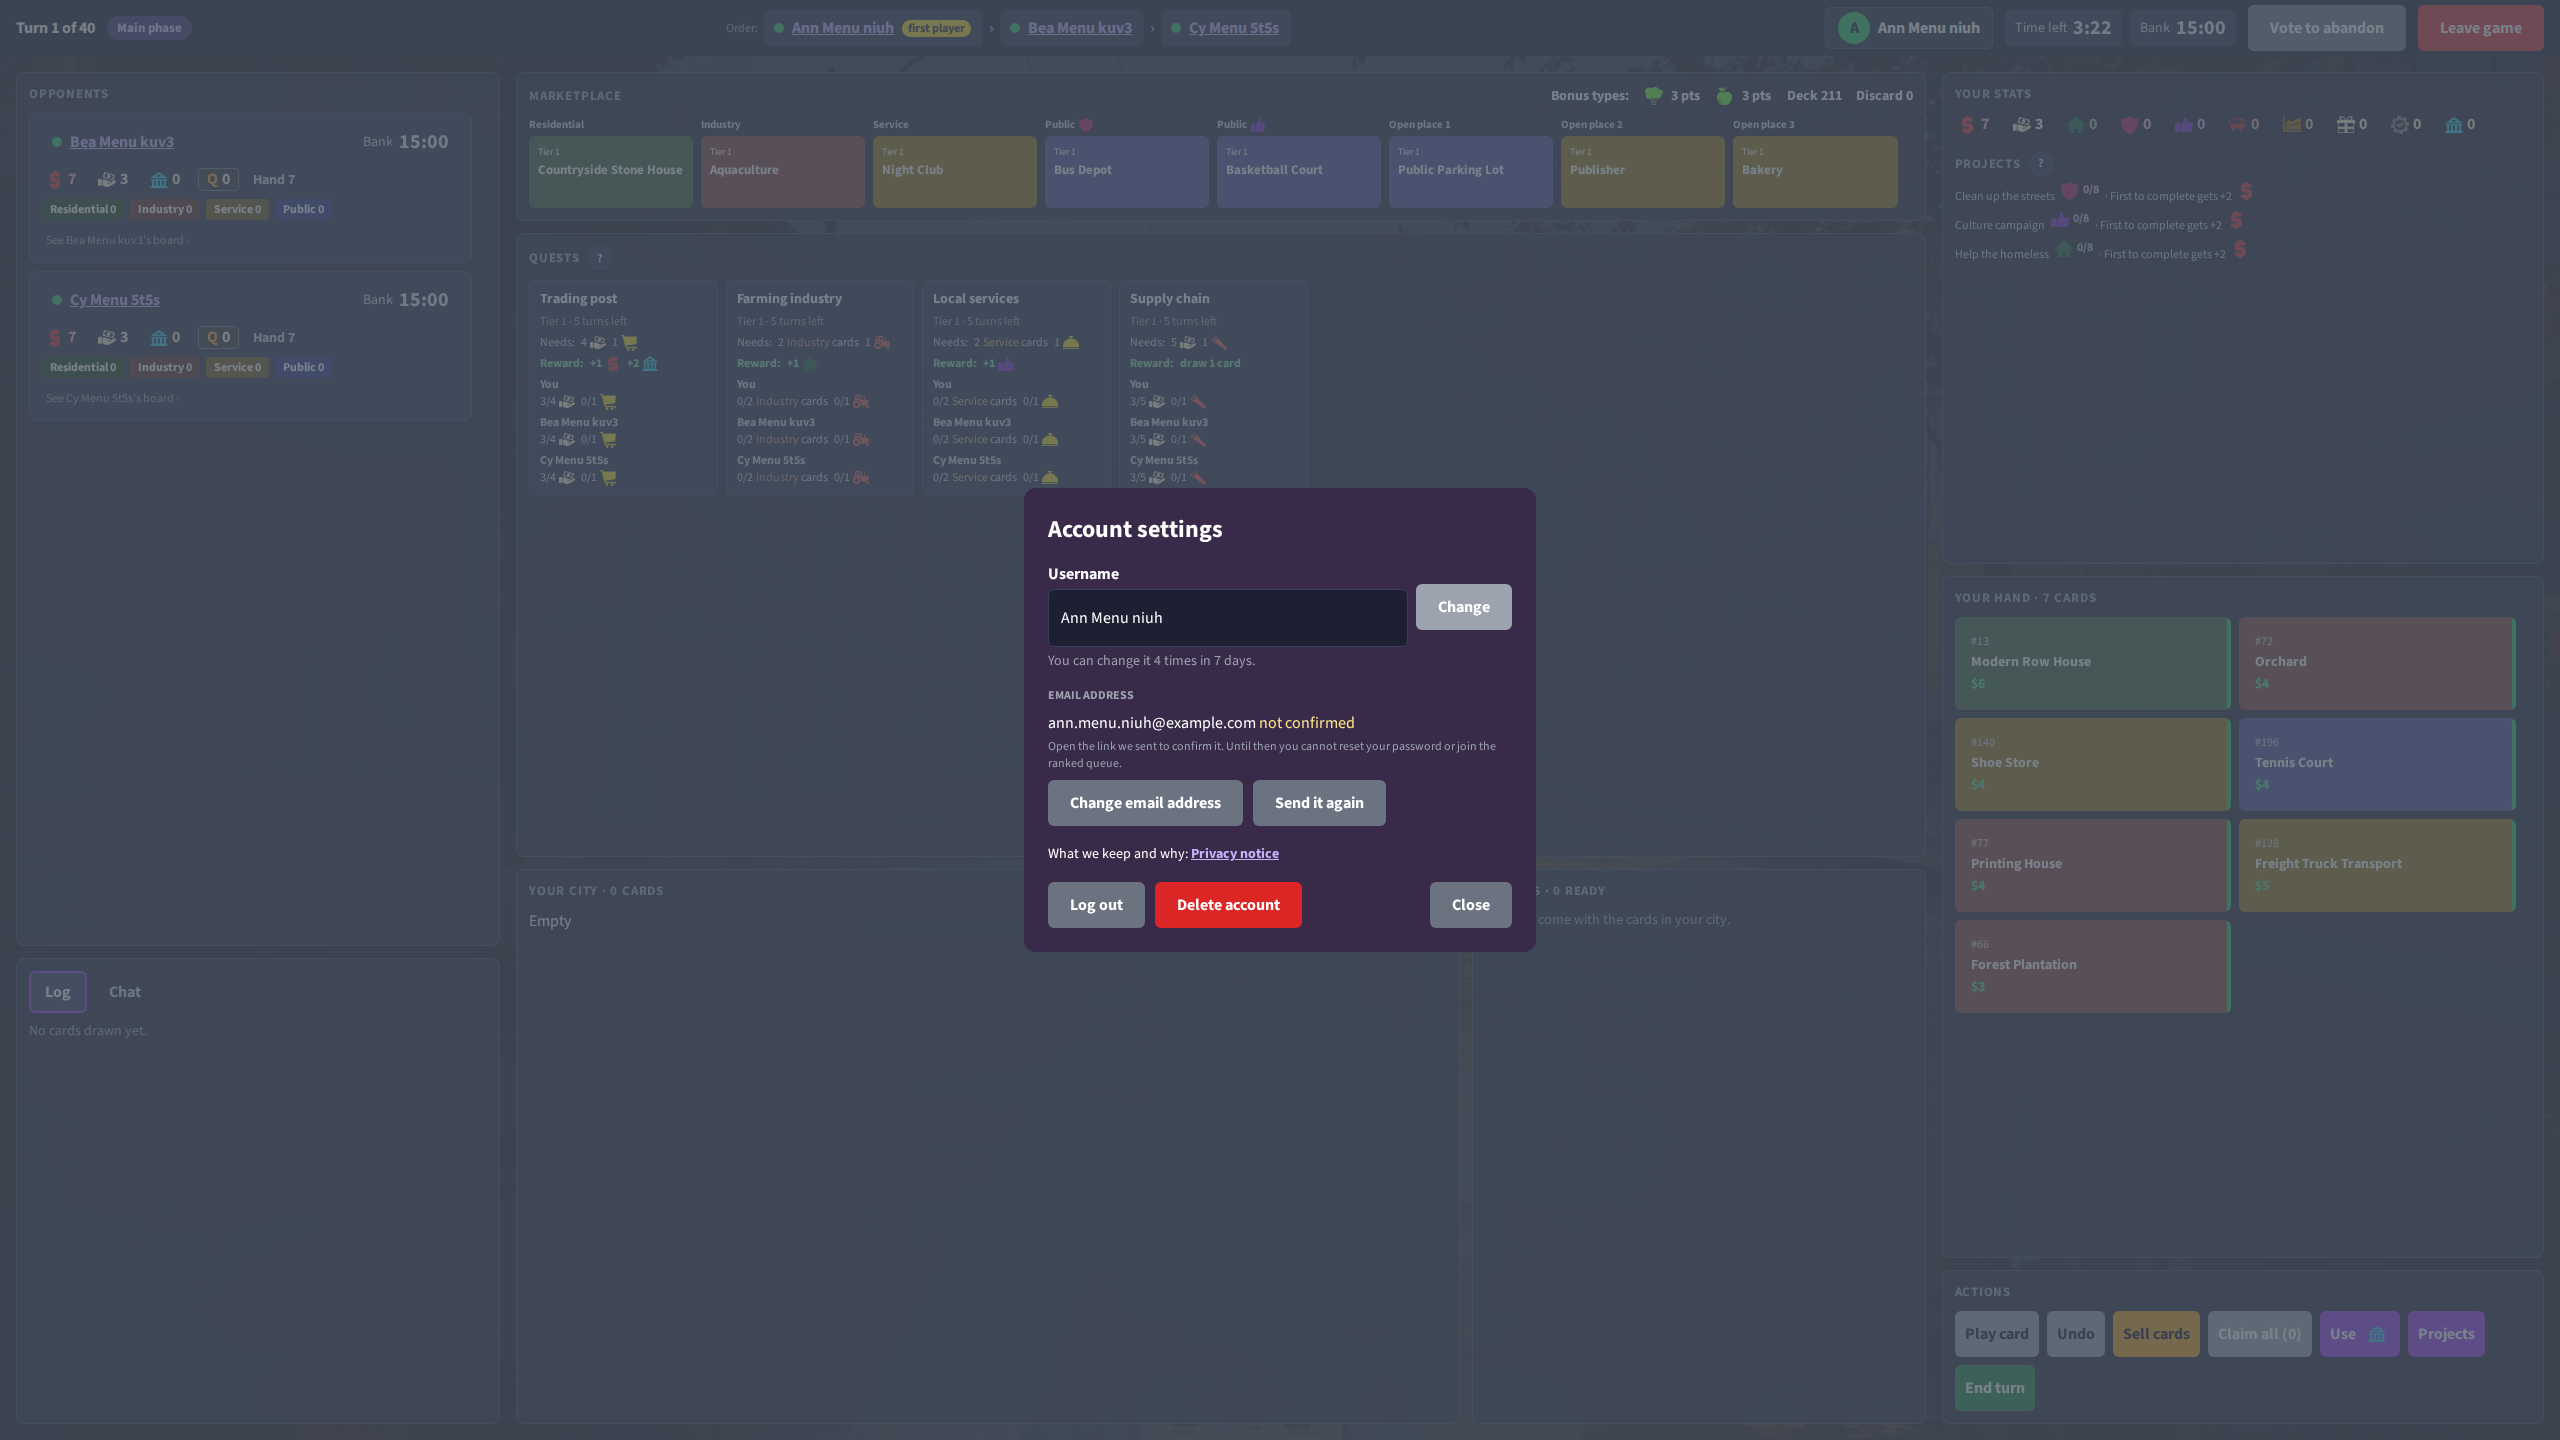 Turn 1 of 40 Main phase
Order: Ann Menu niuh first player › Bea Menu kuv3 › Cy Menu 5t5s
A Ann Menu niuh Time left 3:22 Bank 15:00 Vote to abandon Leave game
OPPONENTS
Bea Menu kuv3 Bank 15:00
7 3 0 Q 0 Hand 7
Residential 0 Industry 0 Service 0 Public 0
See Bea Menu kuv3's board ›
Cy Menu 5t5s Bank 15:00
7 3 0 Q 0 Hand 7
Residential 0 Industry 0 Service 0 Public 0
See Cy Menu 5t5s's board ›
Log Chat
No cards drawn yet.
MARKETPLACE Bonus types: 3 pts 3 pts Deck 211 Discard 0
Residential Industry Service Public Public Open place 1 Open place 2 Open place 3
Tier 1 Tier 1 Tier 1 Tier 1 Tier 1 Tier 1 Tier 1 Tier 1
Countryside Stone House Aquaculture Night Club Bus Depot Basketball Court Public Parking Lot Publisher Bakery
QUESTS ?
Trading post
Tier 1 · 5 turns left
Needs: 4 1
Reward: +1 $ +2
You
3/4 0/1
Bea Menu kuv3
3/4 0/1
Cy Menu 5t5s
3/4 0/1
Farming industry
Tier 1 · 5 turns left
Needs: 2 Industry cards 1
Reward: +1
You
0/2 Industry cards 0/1
Bea Menu kuv3
0/2 Industry cards 0/1
Cy Menu 5t5s
0/2 Industry cards 0/1
Local services
Tier 1 · 5 turns left
Needs: 2 Service cards 1
Reward: +1
You
0/2 Service cards 0/1
Bea Menu kuv3
0/2 Service cards 0/1
Cy Menu 5t5s
0/2 Service cards 0/1
Supply chain
Tier 1 · 5 turns left
Needs: 5 1
Reward: draw 1 card
You
3/5 0/1
Bea Menu kuv3
3/5 0/1
Cy Menu 5t5s
3/5 0/1
Account settings
Username
Ann Menu niuh Change
You can change it 4 times in 7 days.
EMAIL ADDRESS
ann.menu.niuh@example.com not confirmed
Open the link we sent to confirm it. Until then you cannot reset your password or join the
ranked queue.
Change email address Send it again
What we keep and why: Privacy notice
Log out Delete account Close
YOUR CITY · 0 CARDS
Empty
S · 0 READY
come with the cards in your city.
YOUR STATS
$ 7 3 0 0 0 0 0 0 0 0
PROJECTS ?
Clean up the streets 0/8 · First to complete gets +2 $
Culture campaign 0/8 · First to complete gets +2 $
Help the homeless 0/8 · First to complete gets +2 $
YOUR HAND · 7 CARDS
#13
Modern Row House
$6
#72
Orchard
$4
#140
Shoe Store
$4
#196
Tennis Court
$4
#77
Printing House
$4
#128
Freight Truck Transport
$5
#66
Forest Plantation
$3
ACTIONS
Play card Undo Sell cards Claim all (0) Use Projects
End turn